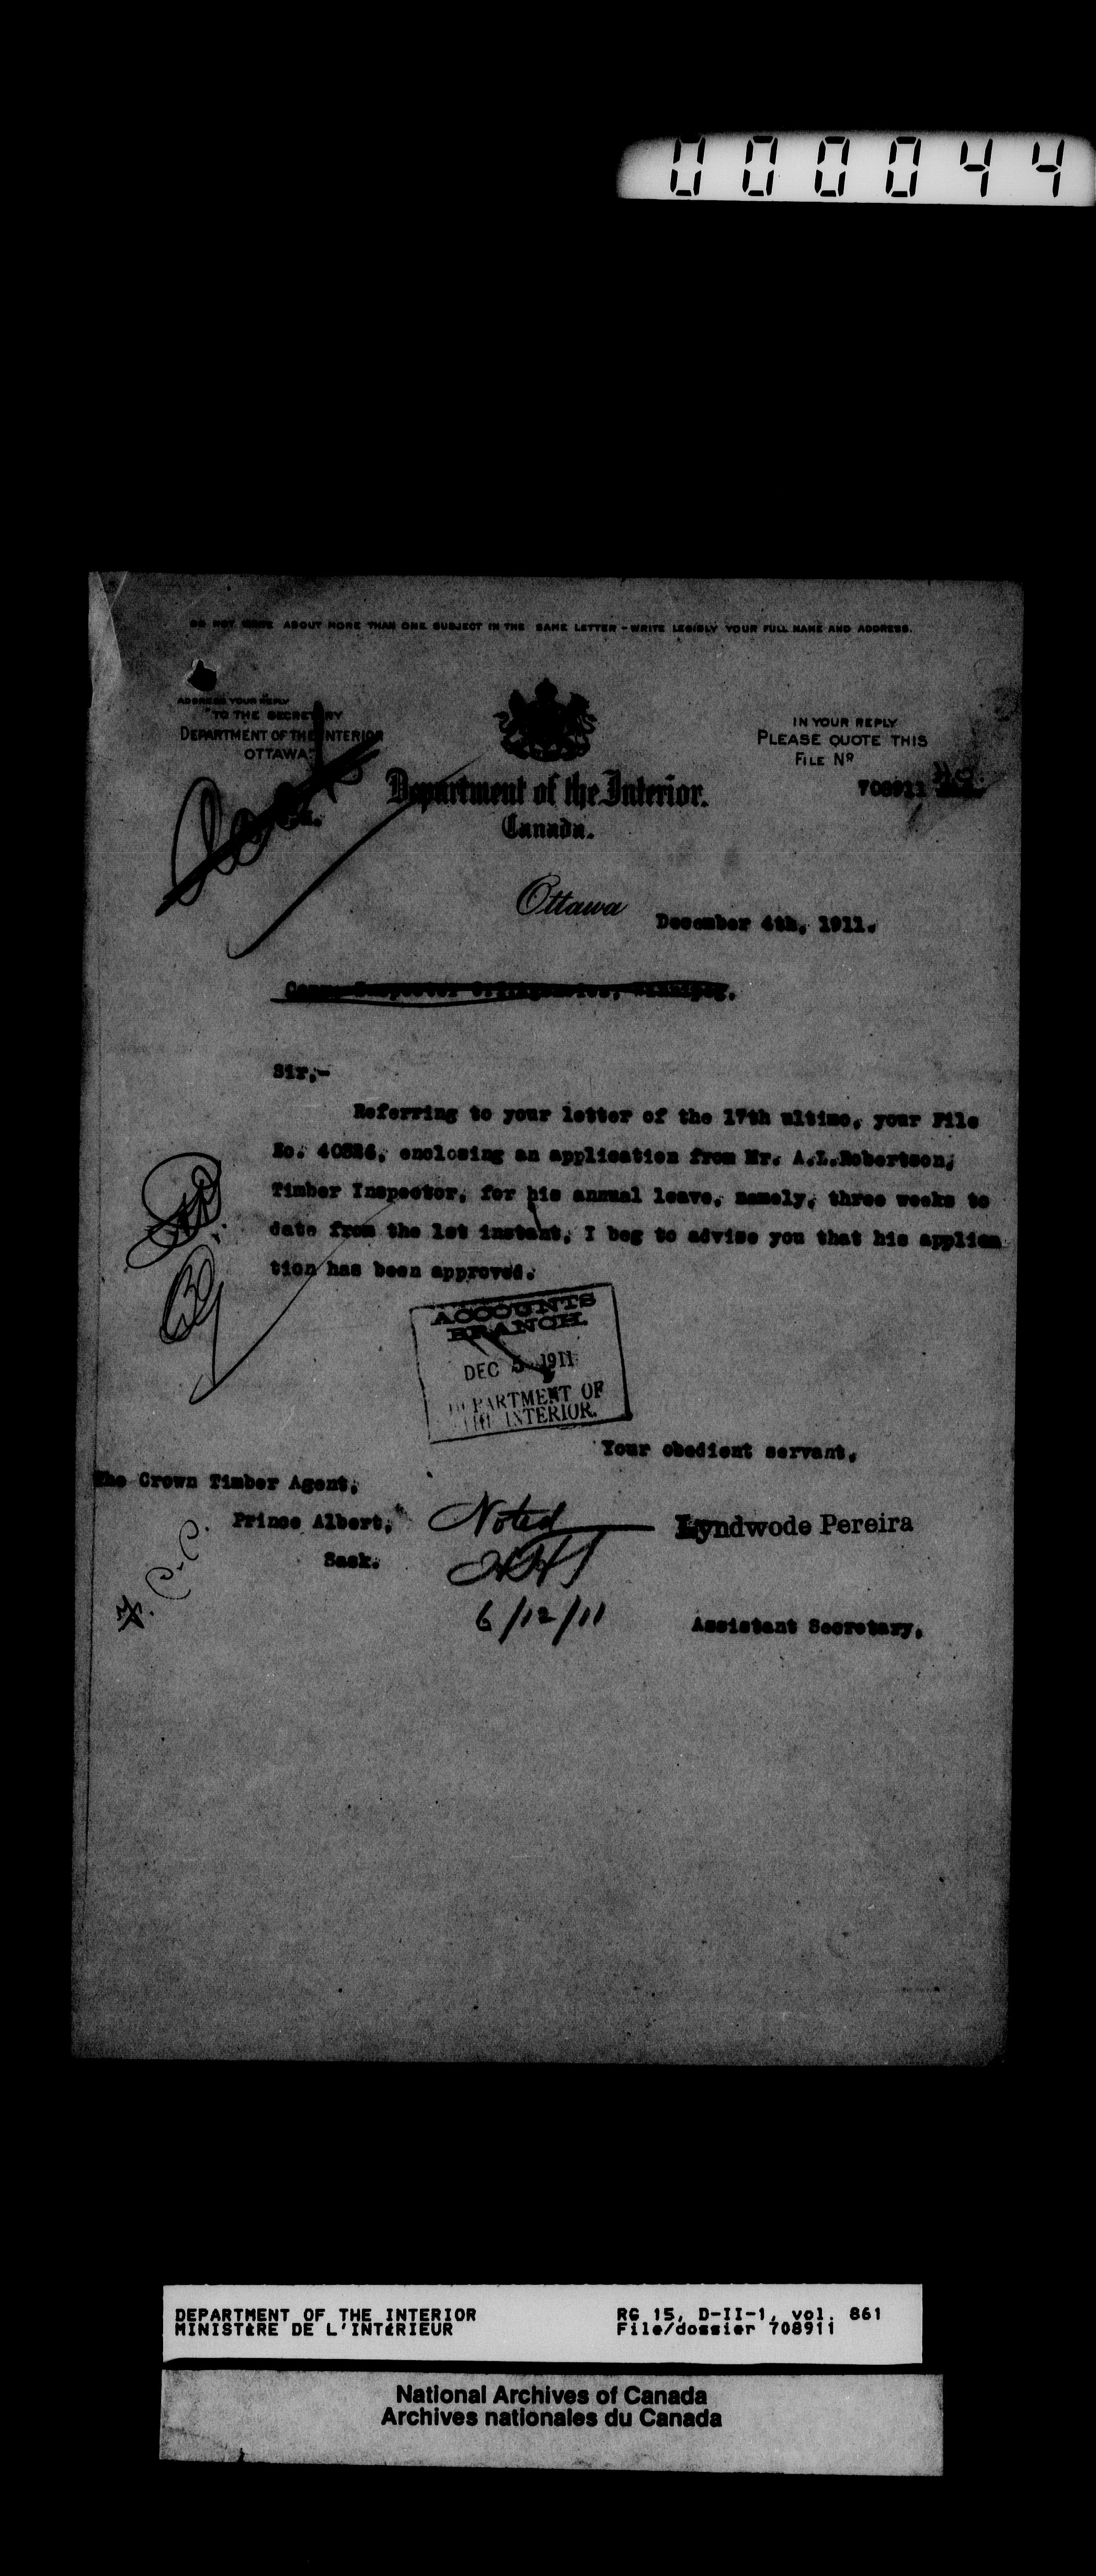 000044
DO NOT WRITE ABOUT MORE THAN ONE SUBJECT IN THE SAME LETTER - WRITE LEGIBLY YOUR FULL NAME AND ADDRESS.
ADDRESS YOUR REPLY
"TO THE SECRETARY
DEPARTMENT OF THE INTERIOR
OTTAWA"
IN YOUR REPLY
PLEASE QUOTE THIS
FILE No
708911
Department of the Interior.
Canada.
Ottawa December 4th, 1911.
Sir,-
Referring to your letter of the 17th ultimo, your File
No. enclosing an application from Mr. A.L.Robertson,
Timber Inspector, for his annual leave, namely, three weeks to
date from the 1st instant, I beg to advise you that his applica
tion has been approved.
ACCOUNTS
BRANCH.
DEC 5 1911
DEPARTMENT OF
THE INTERIOR.
Your obedient servant,
The Crown Timber Agent,
Prince Albert,
Sask.
Noted
Lyndwode Pereira
6/12/11
Assistant Secretary.
DEPARTMENT OF THE INTERIOR
MINISTÈRE DE L'INTÉRIEUR
RG 15, D-II-1, vol. 861
File/dossier 708911
National Archives of Canada
Archives nationales du Canada